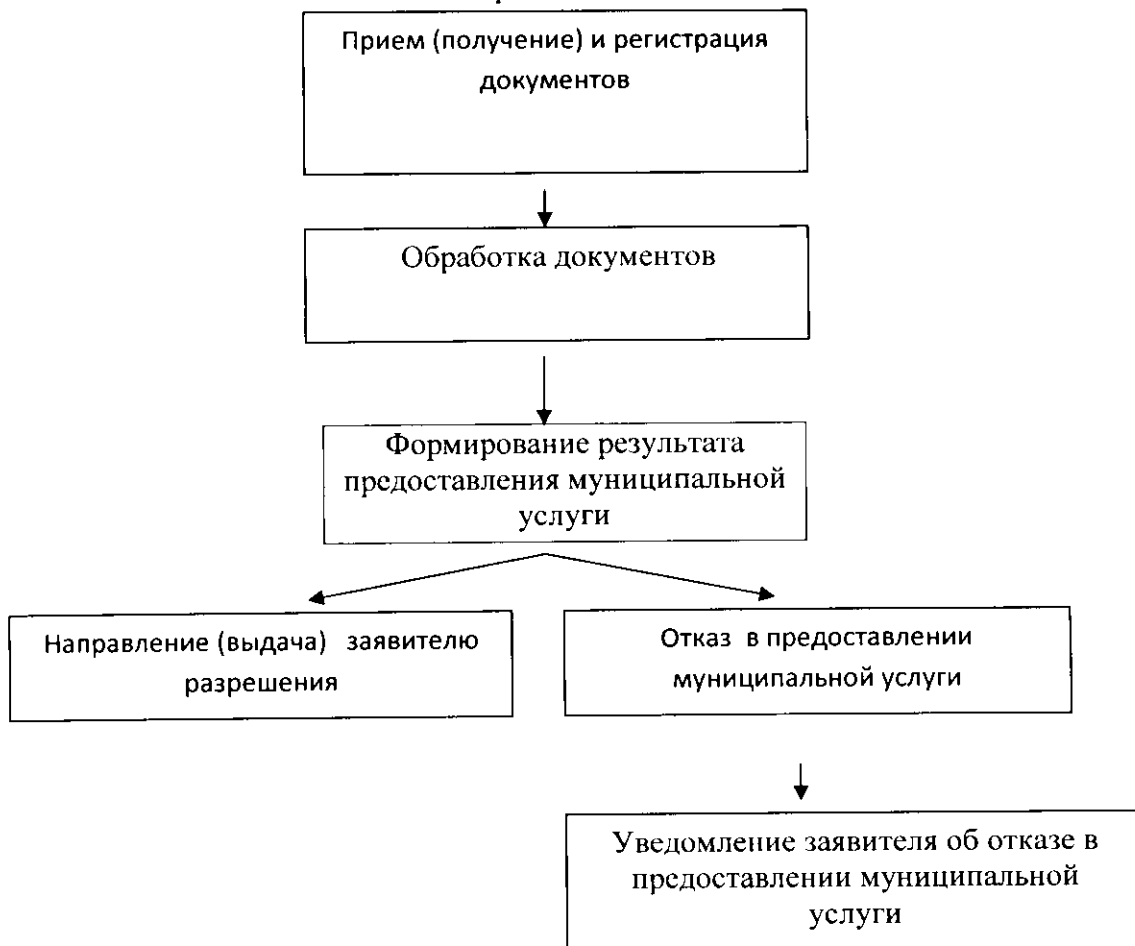 Прием (получение) и регистрация
документов
Обработка документов
Формирование результата
предоставления муниципальной
услуги
Направление (выдача) заявителю
разрешения
Отказ в предоставлении
муниципальной услуги
Уведомление заявителя об отказе в
предоставлении муниципальной
услуги